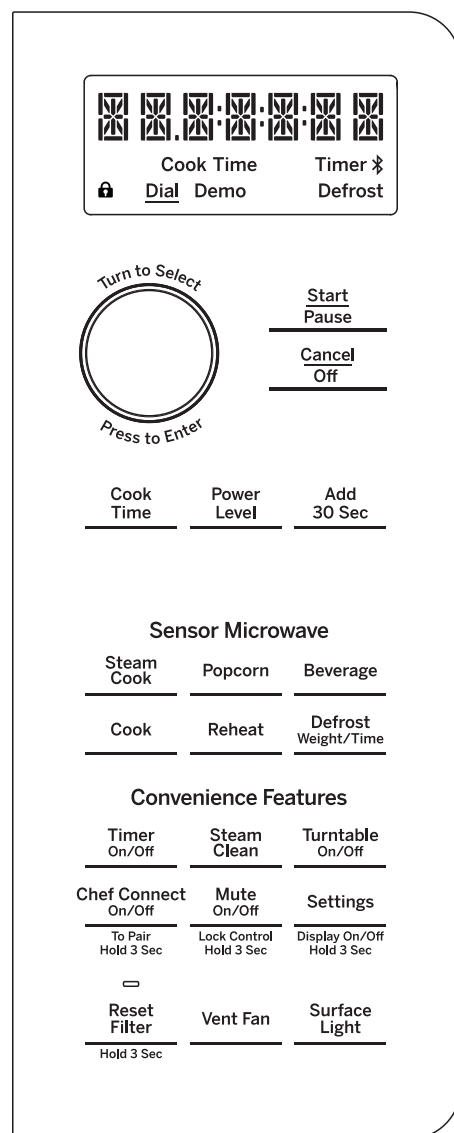 Cook Time Timer
Dial Demo Defrost
Turn to Select
Press to Enter
Start
Pause
Cancel
Off
Cook
Time
Power
Level
Add
30 Sec
Sensor Microwave
Steam
Cook
Popcorn
Beverage
Cook
Reheat
Defrost
Weight/Time
Convenience Features
Timer
On/Off
Steam
Clean
Turntable
On/Off
Chef Connect
On/Off
To Pair
Hold 3 Sec
Mute
On/Off
Lock Control
Hold 3 Sec
Settings
Display On/Off
Hold 3 Sec
Reset
Filter
Hold 3 Sec
Vent Fan
Surface
Light